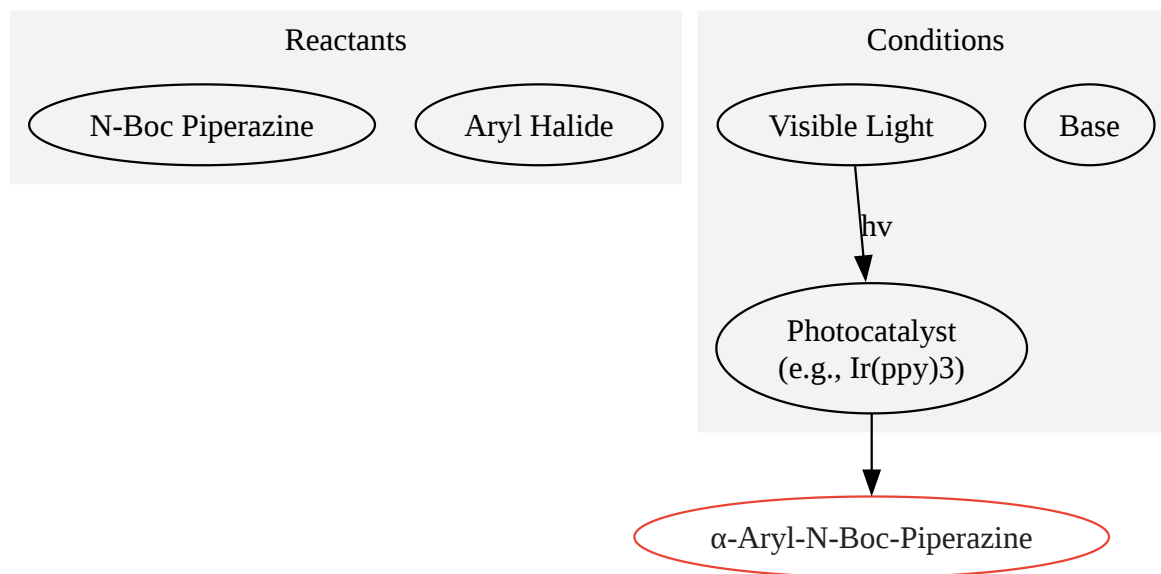 Reactants
Conditions
N-Boc Piperazine
Aryl Halide
Visible Light
Base
hv
Photocatalyst
(e.g., Ir(ppy)3)
α-Aryl-N-Boc-Piperazine